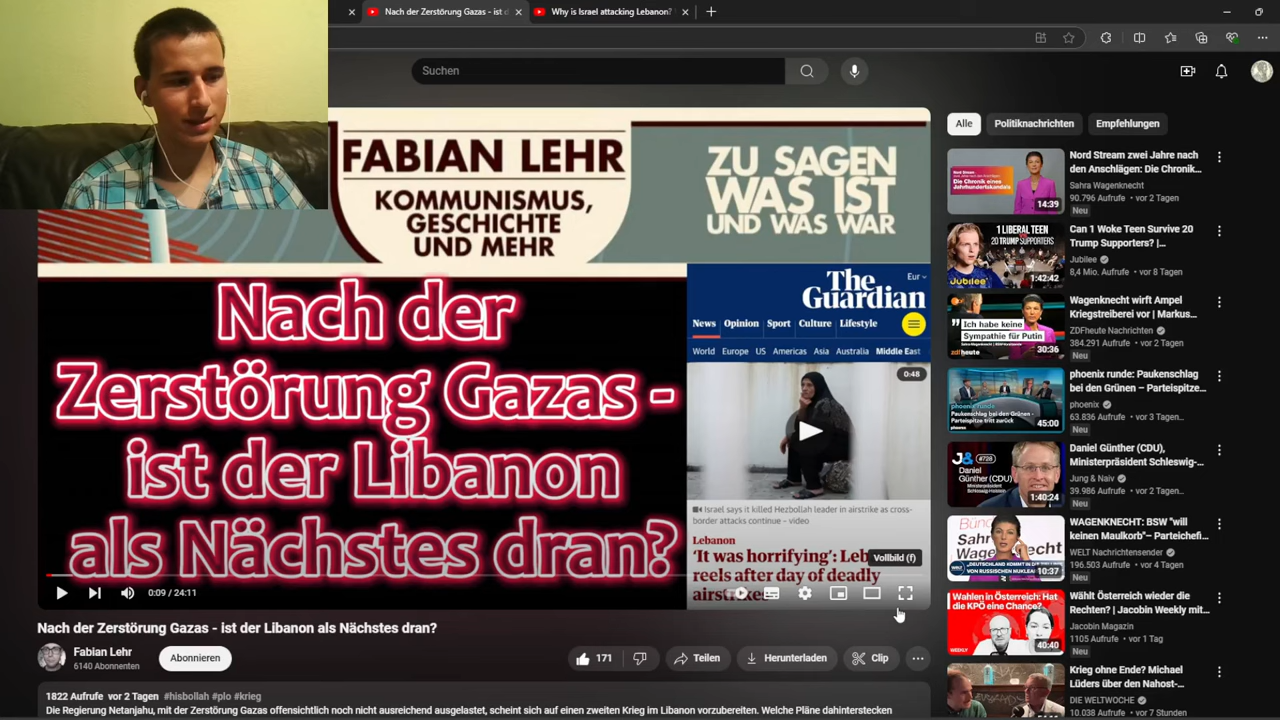 Nach der Zerstörung Gazas - ist d
Why is Israel attacking Lebanon?
Suchen
FABIAN LEHR
KOMMUNISMUS,
GESCHICHTE
UND MEHR
ZU SAGEN
WAS IST
UND WAS WAR
Nach der
Zerstörung Gazas -
ist der Libanon
als Nächstes dran?
The
Guardian
Eur
News Opinion Sport Culture Lifestyle
World Europe US Americas Asia Australia Middle East
0:48
Israel says it killed Hezbollah leader in airstrike as cross-
border attacks continue – video
Lebanon
'It was horrifying': Leb
reels after day of deadly
Vollbild (f)
0:09 / 24:11
Nach der Zerstörung Gazas - ist der Libanon als Nächstes dran?
Fabian Lehr
6140 Abonnenten
Abonnieren
171
Teilen
Herunterladen
Clip
1822 Aufrufe vor 2 Tagen #hisbollah #plo #krieg
Die Regierung Netanjahu, mit der Zerstörung Gazas offensichtlich noch nicht ausreichend ausgelastet, scheint sich auf einen zweiten Krieg im Libanon vorzubereiten. Welche Pläne dahinterstecken
Alle
Politiknachrichten
Empfehlungen
14:39
Nord Stream zwei Jahre nach
den Anschlägen: Die Chronik...
Sahra Wagenknecht
90.796 Aufrufe • vor 2 Tagen
Neu
1 LIBERAL TEEN
20 TRUMP SUPPORTERS
Jubilee
1:42:42
Can 1 Woke Teen Survive 20
Trump Supporters? |...
Jubilee
8,4 Mio. Aufrufe • vor 8 Tagen
Ich habe keine
Sympathie für Putin
30:36
Wagenknecht wirft Ampel
Kriegstreiberei vor | Markus...
ZDFheute Nachrichten
384.291 Aufrufe • vor 2 Tagen
Neu
phoenix runde
45:00
phoenix runde: Paukenschlag
bei den Grünen – Parteispitze...
phoenix
63.836 Aufrufe • vor 3 Tagen
Neu
J&
#728
Daniel
Günther (CDU)
1:40:24
Daniel Günther (CDU),
Ministerpräsident Schleswig-...
Jung & Naiv
39.986 Aufrufe • vor 2 Tagen...
Neu
10:37
WAGENKNECHT: BSW "will
keinen Maulkorb"– Parteichefi...
WELT Nachrichtensender
196.503 Aufrufe • vor 4 Tagen
Neu
Wahlen in Österreich: Hat
die KPÖ eine Chance?
WEEKLY
40:40
Wählt Österreich wieder die
Rechten? | Jacobin Weekly mit...
Jacobin Magazin
1105 Aufrufe • vor 1 Tag
Neu
Krieg ohne Ende? Michael
Lüders über den Nahost-...
DIE WELTWOCHE
10.038 Aufrufe • vor 7 Stunden